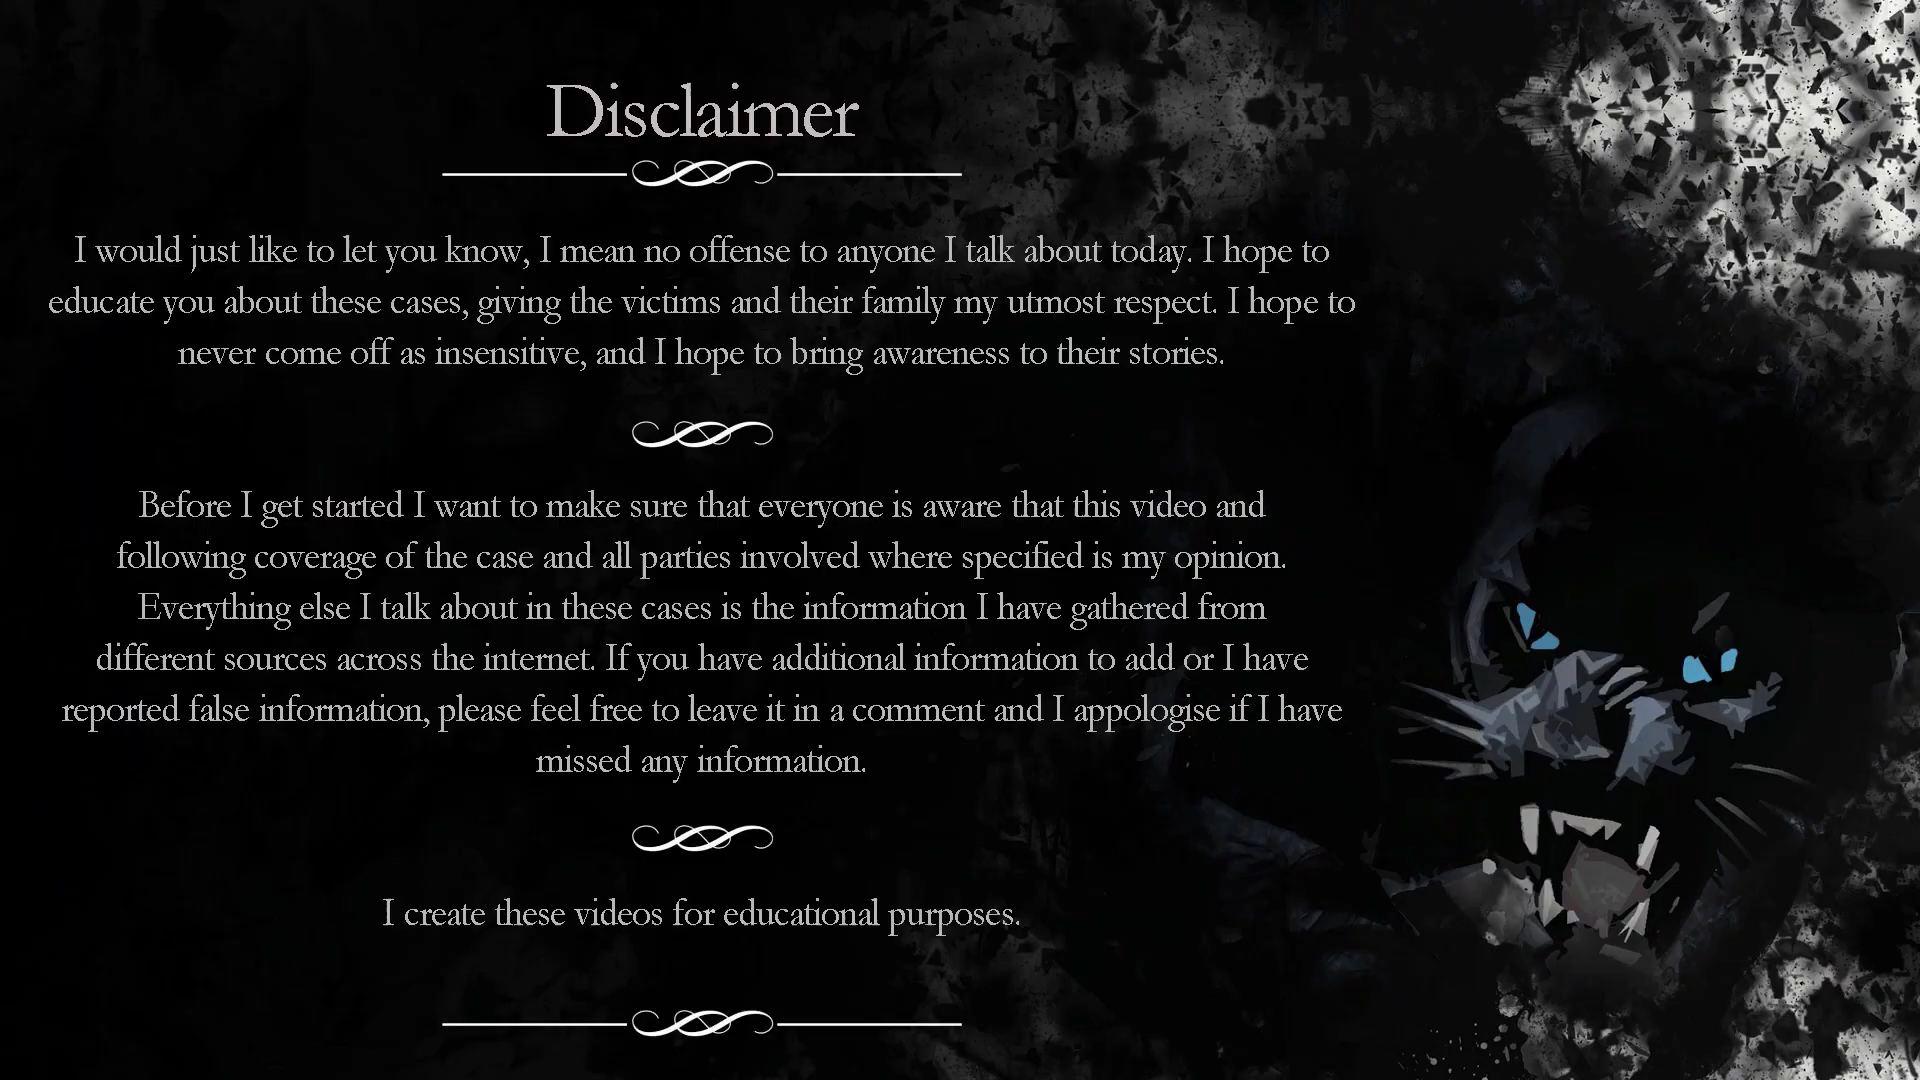 Disclaimer
I would just like to let you know, I mean no offense to anyone I talk about today. I hope to
educate you about these cases, giving the victims and their family my utmost respect. I hope to
never come off as insensitive, and I hope to bring awareness to their stories.
Before I get started I want to make sure that everyone is aware that this video and
following coverage of the case and all parties involved where specified is my opinion.
Everything else I talk about in these cases is the information I have gathered from
different sources across the internet. If you have additional information to add or I have
reported false information, please feel free to leave it in a comment and I appologise if I have
missed any information.
I create these videos for educational purposes.